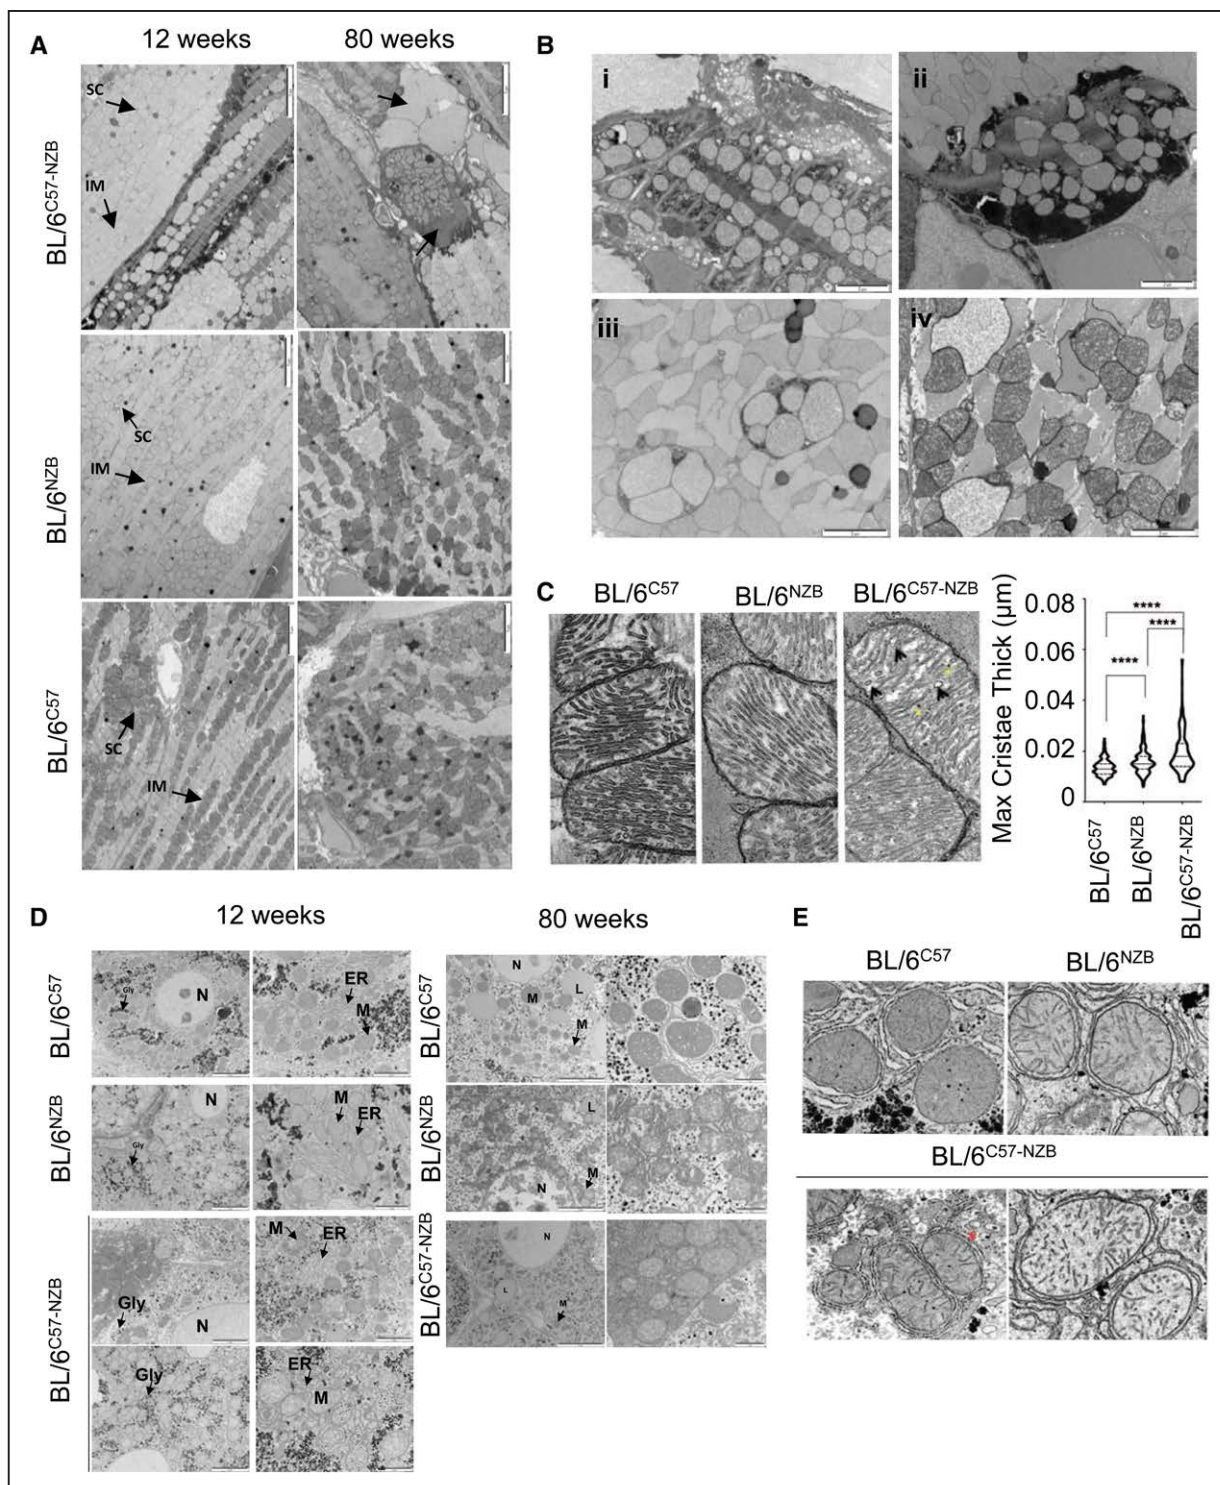 A
12 weeks
80 weeks
BL/6C57-NZB
SC
IM
BL/6NZB
SC
IM
BL/6C57
SC
IM
B
i
ii
iii
iv
C
BL/6C57
BL/6NZB
BL/6C57-NZB
Max Cristae Thick (μm)
0.08
0.06
0.04
0.02
0
****
****
****
BL/6C57
BL/6NZB
BL/6C57-NZB
D
12 weeks
80 weeks
BL/6C57
Gly
N
ER
M
BL/6C57
N
M
L
M
BL/6NZB
N
Gly
M
ER
BL/6NZB
L
M
N
BL/6C57-NZB
Gly
N
M
ER
Gly
ER
M
BL/6C57-NZB
N
L
M
E
BL/6C57
BL/6NZB
BL/6C57-NZB